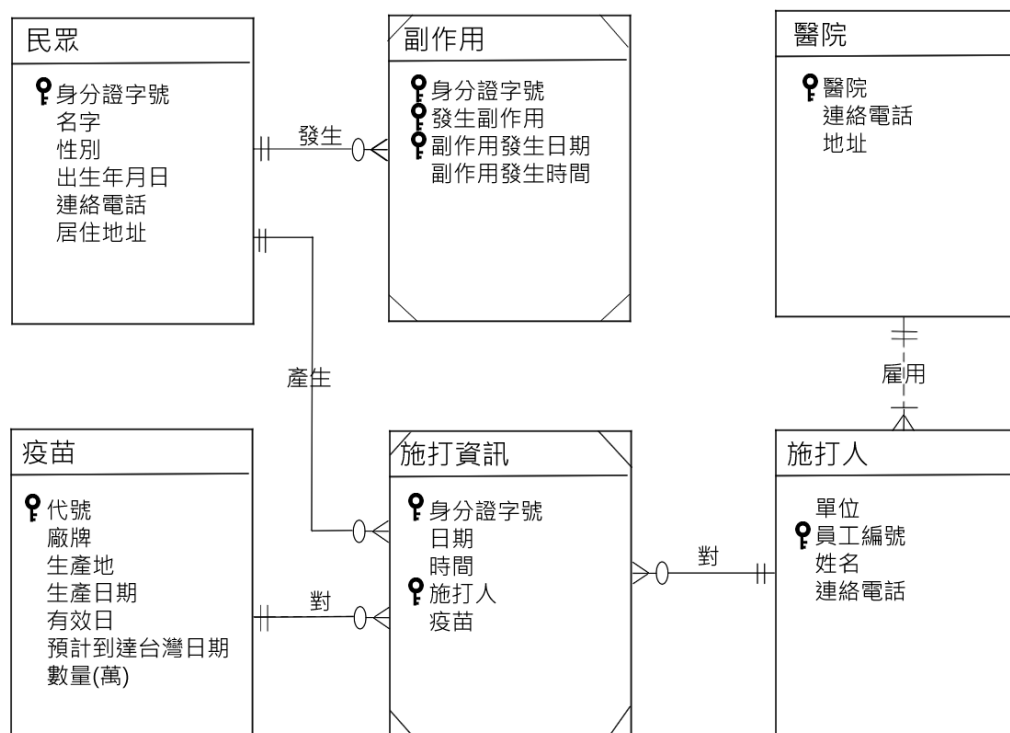 民眾
身分證字號
名字
性別
出生年月日
連絡電話
居住地址
發生
副作用
身分證字號
發生副作用
副作用發生日期
副作用發生時間
醫院
醫院
連絡電話
地址
產生
雇用
疫苗
代號
廠牌
生產地
生產日期
有效日
預計到達台灣日期
數量(萬)
對
施打資訊
身分證字號
日期
時間
施打人
疫苗
對
施打人
單位
員工編號
姓名
連絡電話